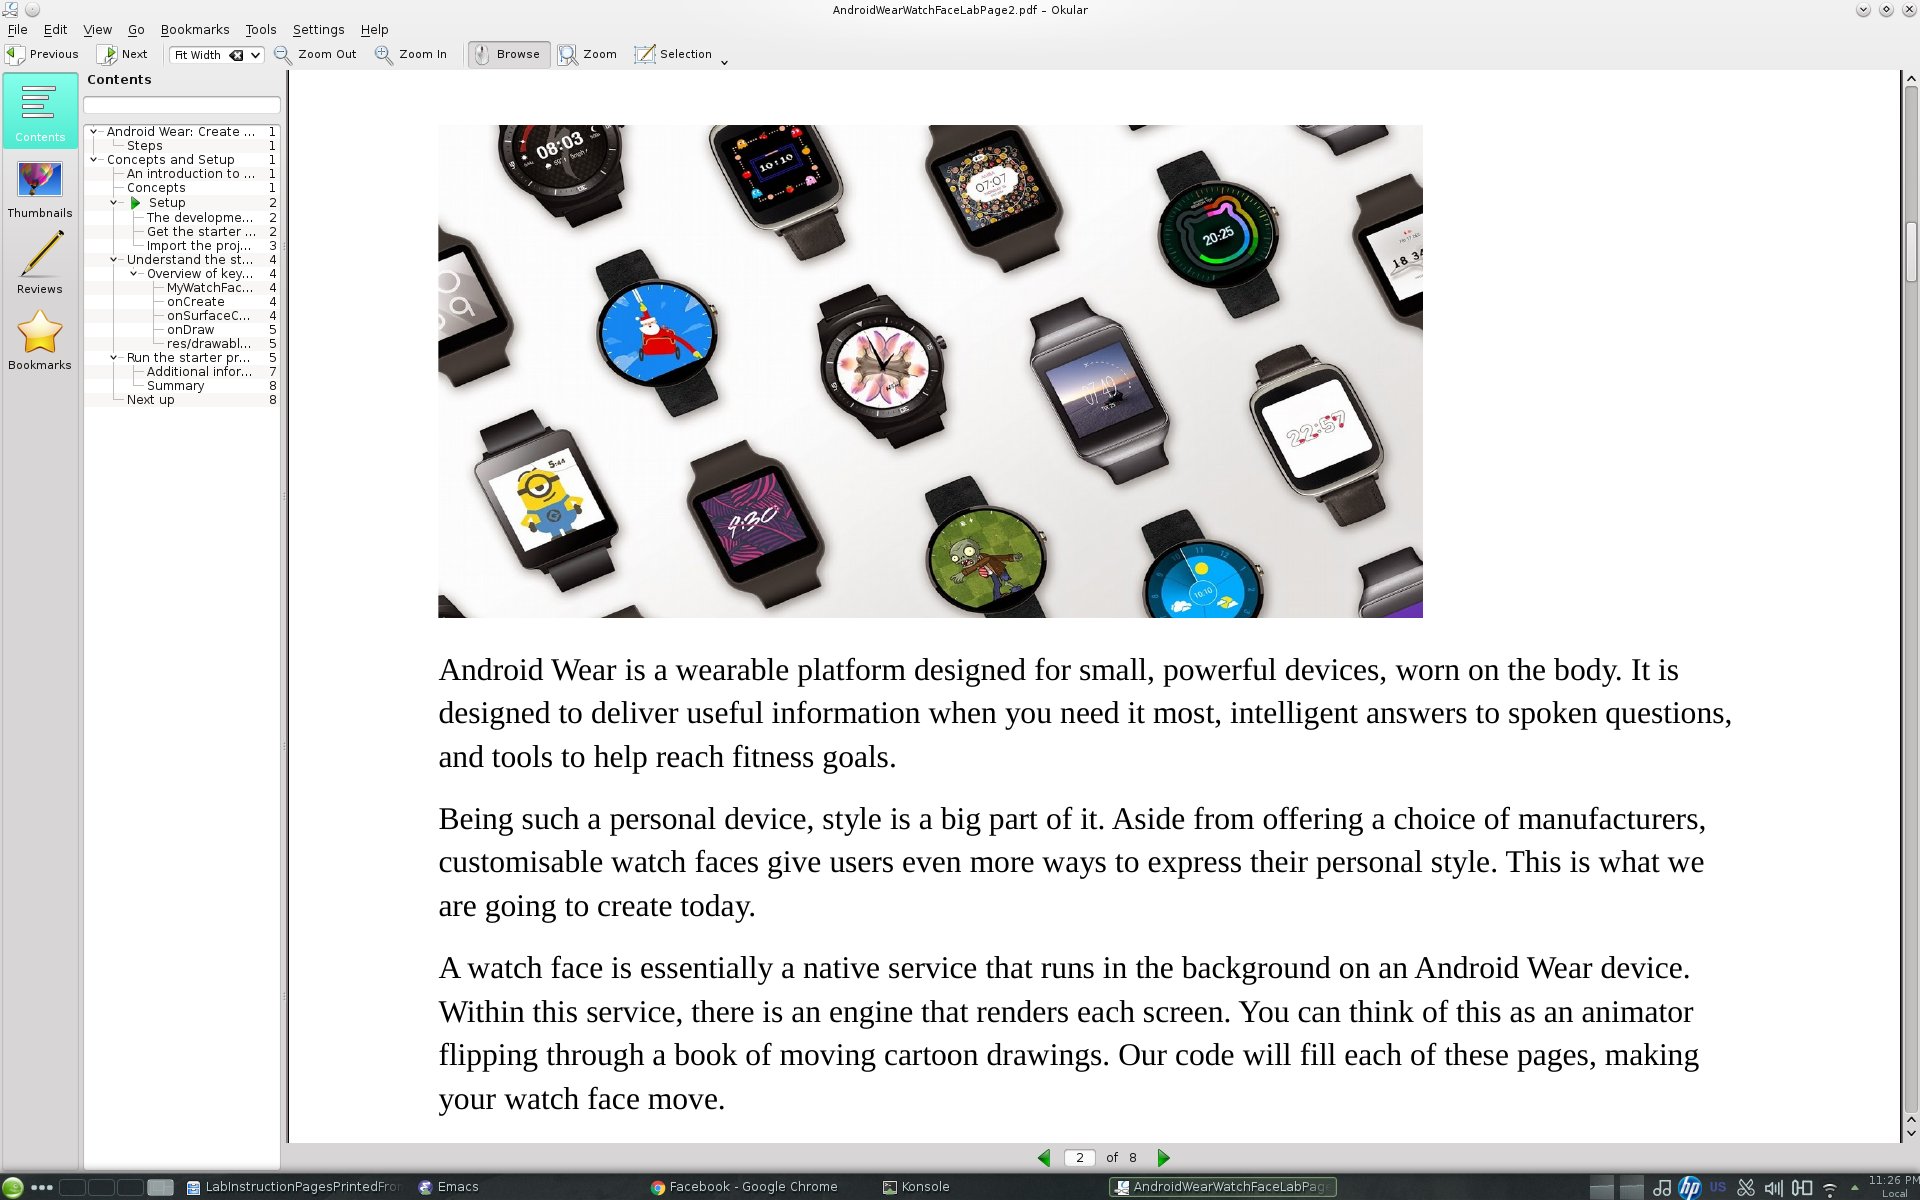 AndroidWearWatchFaceLabPage2.pdf – Okular
File Edit View Go Bookmarks Tools Settings Help
Previous Next Fit Width Zoom Out Zoom In Browse Zoom Selection
Contents
Contents
Thumbnails
Reviews
Bookmarks
Android Wear: Create ... 1
Steps 1
Concepts and Setup 1
An introduction to ... 1
Concepts 1
Setup 2
The developme... 2
Get the starter ... 2
Import the proj... 3
Understand the st... 4
Overview of key... 4
MyWatchFac... 4
onCreate 4
onSurfaceC... 4
onDraw 5
res/drawabl... 5
Run the starter pr... 5
Additional infor... 7
Summary 8
Next up 8
08:03
10:10
07:07
20:25
18 34
07:49
22:57
5:44
9:30
10:10
Android Wear is a wearable platform designed for small, powerful devices, worn on the body. It is
designed to deliver useful information when you need it most, intelligent answers to spoken questions,
and tools to help reach fitness goals.
Being such a personal device, style is a big part of it. Aside from offering a choice of manufacturers,
customisable watch faces give users even more ways to express their personal style. This is what we
are going to create today.
A watch face is essentially a native service that runs in the background on an Android Wear device.
Within this service, there is an engine that renders each screen. You can think of this as an animator
flipping through a book of moving cartoon drawings. Our code will fill each of these pages, making
your watch face move.
2 of 8
LabInstructionPagesPrintedFro
Emacs
Facebook - Google Chrome
Konsole
AndroidWearWatchFaceLabPage
hp
US
11:26 PM
Local